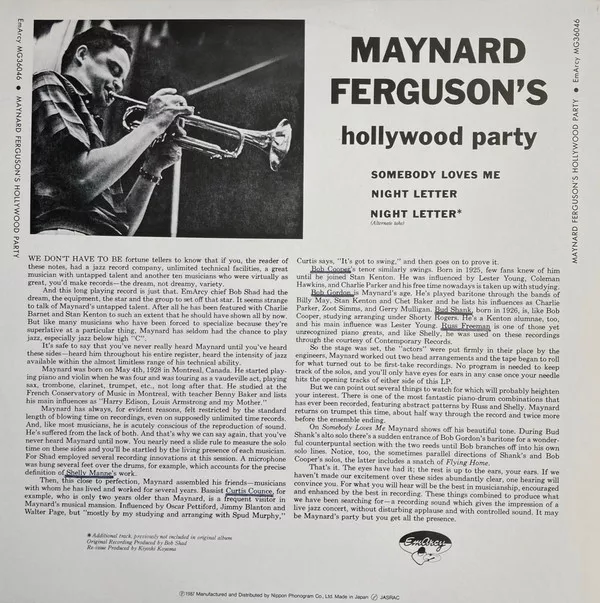 EmArcy MG36046 ● MAYNARD FERGUSON'S HOLLYWOOD PARTY
MAYNARD
FERGUSON'S
hollywood party
SOMEBODY LOVES ME
NIGHT LETTER
NIGHT LETTER*
(Alternate take)
MAYNARD FERGUSON'S HOLLYWOOD PARTY ● EmArcy MG36046
WE DON'T HAVE TO BE fortune tellers to know that if you, the reader of
these notes, had a jazz record company, unlimited technical facilities, a great
musician with untapped talent and another ten musicians who were virtually as
great, you'd make records—the dream, not dreamy, variety.
And this long playing record is just that. EmArcy chief Bob Shad had the
dream, the equipment, the star and the group to set off that star. It seems strange
to talk of Maynard's untapped talent. After all he has been featured with Charlie
Barnet and Stan Kenton to such an extent that he should have shown all by now.
But like many musicians who have been forced to specialize because they're
superlative at a particular thing, Maynard has seldom had the chance to play
jazz, especially jazz below high "C".
It's safe to say that you've never really heard Maynard until you've heard
these sides—heard him throughout his entire register, heard the intensity of jazz
available within the almost limitless range of his technical ability.
Maynard was born on May 4th, 1928 in Montreal, Canada. He started play-
ing piano and violin when he was four and was touring as a vaudeville act, playing
sax, trombone, clarinet, trumpet, etc., not long after that. He studied at the
French Conservatory of Music in Montreal, with teacher Benny Baker and lists
his main influences as "Harry Edison, Louis Armstrong and my Mother."
Maynard has always, for evident reasons, felt restricted by the standard
length of blowing time on recordings, even on supposedly unlimited time records.
And, like most musicians, he is acutely conscious of the reproduction of sound.
He's suffered from the lack of both. And that's why we can say again, that you've
never heard Maynard until now. You nearly need a slide rule to measure the solo
time on these sides and you'll be startled by the living presence of each musician.
For Shad employed several recording innovations at this session. A microphone
was hung several feet over the drums, for example, which accounts for the precise
definition of Shelly Manne's work.
Then, this close to perfection, Maynard assembled his friends—musicians
with whom he has lived and worked for several years. Bassist Curtis Counce, for
example, who is only two years older than Maynard, is a frequent visitor in
Maynard's musical mansion. Influenced by Oscar Pettiford, Jimmy Blanton and
Walter Page, but "mostly by my studying and arranging with Spud Murphy,"
Curtis says, "It's got to swing," and then goes on to prove it.
Bob Cooper's tenor similarly swings. Born in 1925, few fans knew of him
until he joined Stan Kenton. He was influenced by Lester Young, Coleman
Hawkins, and Charlie Parker and his free time nowadays is taken up with studying.
Bob Gordon is Maynard's age. He's played baritone through the bands of
Billy May, Stan Kenton and Chet Baker and he lists his influences as Charlie
Parker, Zoot Simms, and Gerry Mulligan. Bud Shank, born in 1926, is, like Bob
Cooper, studying arranging under Shorty Rogers. He's a Kenton alumnae, too,
and his main influence was Lester Young. Russ Freeman is one of those yet
unrecognized piano greats, and like Shelly, he was used on these recordings
through the courtesy of Contemporary Records.
So the stage was set, the "actors" were put firmly in their place by the
engineers, Maynard worked out two head arrangements and the tape began to roll
for what turned out to be first-take recordings. No program is needed to keep
track of the solos, and you'll only have eyes for ears in any case once your needle
hits the opening tracks of either side of this LP.
But we can point out several things to watch for which will probably heighten
your interest. There is one of the most fantastic piano-drum combinations that
has ever been recorded, featuring abstract patterns by Russ and Shelly. Maynard
returns on trumpet this time, about half way through the record and twice more
before the ensemble ending.
On Somebody Loves Me Maynard shows off his beautiful tone. During Bud
Shank's alto solo there's a sudden entrance of Bob Gordon's baritone for a wonder-
ful counterpuntal section with the two reeds until Bob branches off into his own
solo lines. Notice, too, the sometimes parallel directions of Shank's and Bob
Cooper's solos, the latter includes a snatch of Flying Home.
That's it. The eyes have had it; the rest is up to the ears, your ears. If we
haven't made our excitement over these sides abundantly clear, one hearing will
convince you. For what you will hear will be the best in musicianship, encouraged
and enhanced by the best in recording. These things combined to produce what
we have been searching for—a recording sound which gives the impression of a
live jazz concert, without disturbing applause and with controlled sound. It may
be Maynard's party but you get all the presence.
*Additional track, previously not included in original album
Original Recording Produced by Bob Shad
Re-issue Produced by Kiyoshi Koyama
EmArcy
Ⓟ1987 Manufactured and Distributed by Nippon Phonogram Co., Ltd. Made in Japan JASRAC